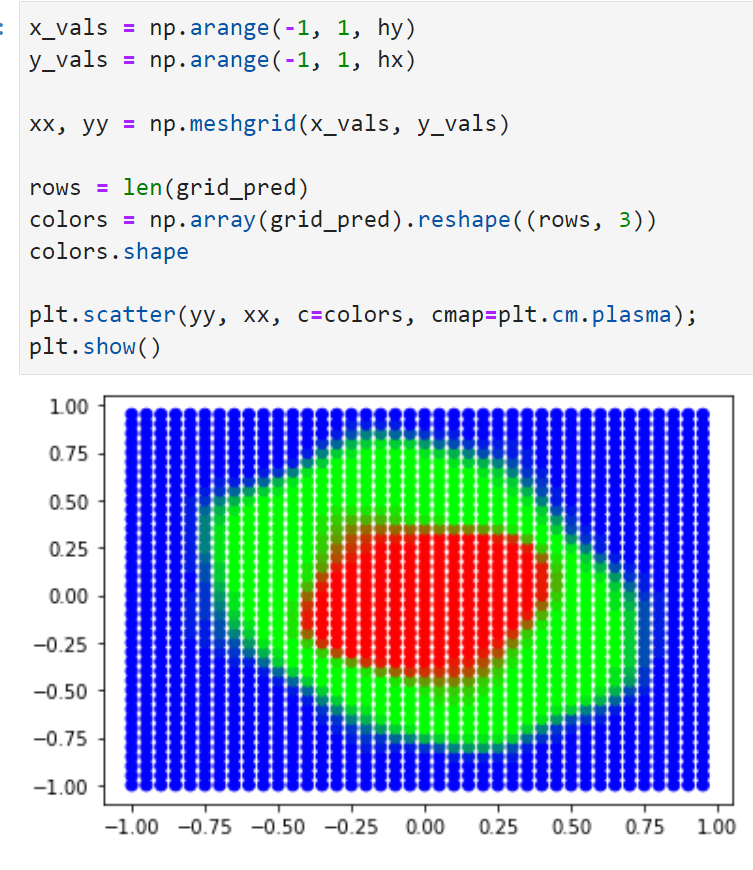 :
x_vals = np.arange(-1, 1, hy)
y_vals = np.arange(-1, 1, hx)
xx, yy = np.meshgrid(x_vals, y_vals)
rows = len(grid_pred)
colors = np.array(grid_pred).reshape((rows, 3))
colors.shape
plt.scatter(yy, xx, c=colors, cmap=plt.cm.plasma);
plt.show()
1.00
0.75
0.50
0.25
0.00
−0.25
−0.50
−0.75
−1.00
−1.00 −0.75 −0.50 −0.25 0.00 0.25 0.50 0.75 1.00